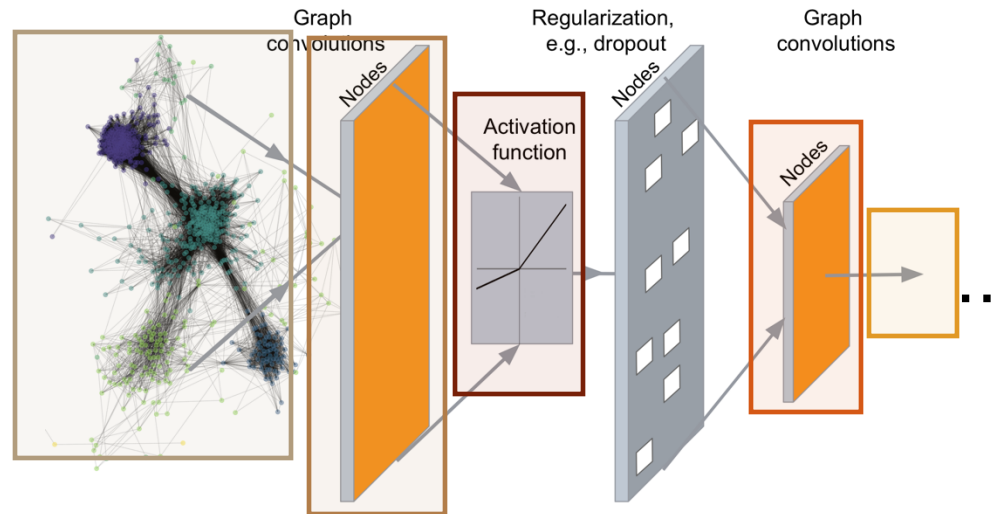 Graph
convolutions
Regularization,
e.g., dropout
Graph
convolutions
Nodes
Activation
function
Nodes
Nodes